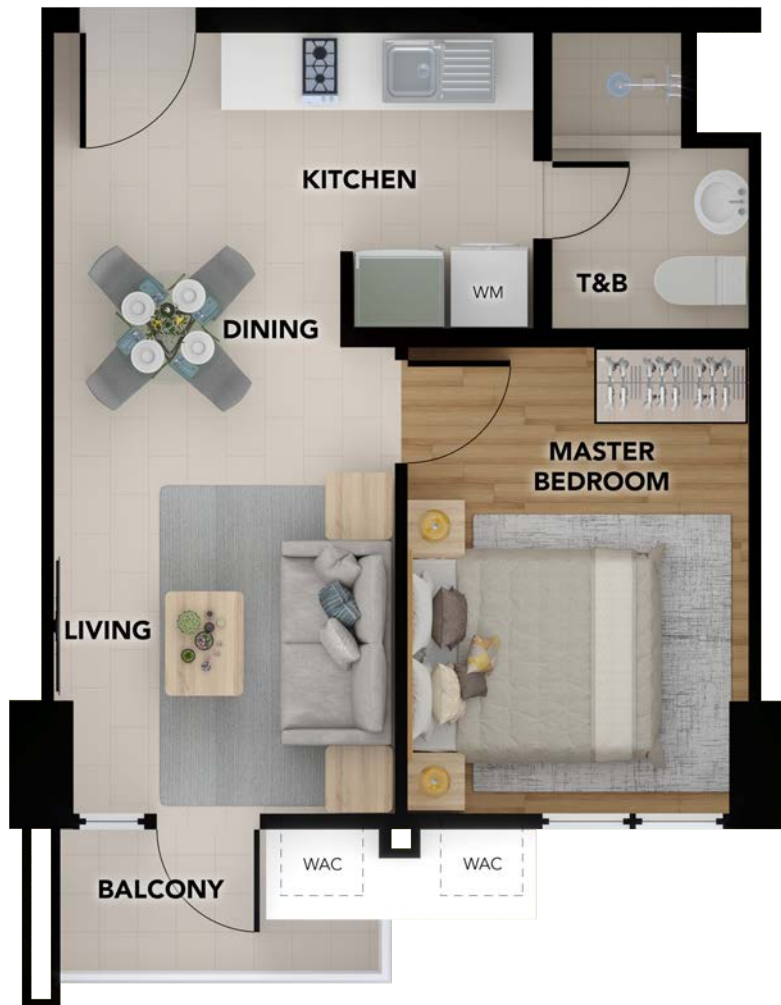 KITCHEN
T&B
WM
DINING
MASTER
BEDROOM
LIVING
WAC
WAC
BALCONY